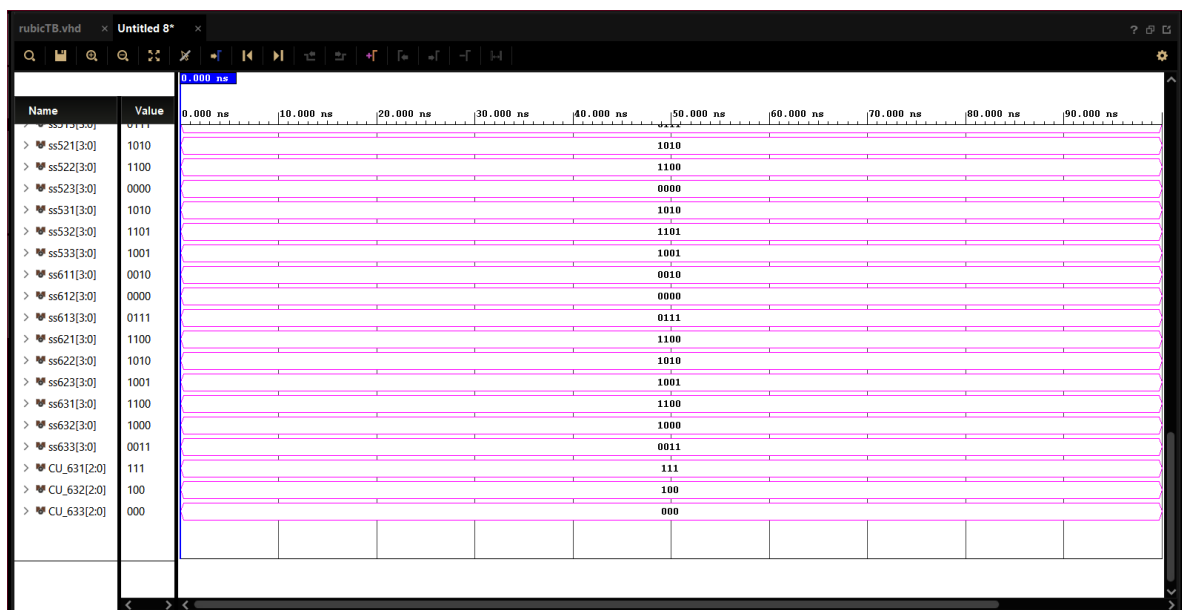 rubicTB.vhd × Untitled 8* × ?
0.000 ns
Name Value 0.000 ns 10.000 ns 20.000 ns 30.000 ns 40.000 ns 50.000 ns 60.000 ns 70.000 ns 80.000 ns 90.000 ns
ss513[3:0] 0111 0111
> ss521[3:0] 1010 1010
> ss522[3:0] 1100 1100
> ss523[3:0] 0000 0000
> ss531[3:0] 1010 1010
> ss532[3:0] 1101 1101
> ss533[3:0] 1001 1001
> ss611[3:0] 0010 0010
> ss612[3:0] 0000 0000
> ss613[3:0] 0111 0111
> ss621[3:0] 1100 1100
> ss622[3:0] 1010 1010
> ss623[3:0] 1001 1001
> ss631[3:0] 1100 1100
> ss632[3:0] 1000 1000
> ss633[3:0] 0011 0011
> CU_631[2:0] 111 111
> CU_632[2:0] 100 100
> CU_633[2:0] 000 000